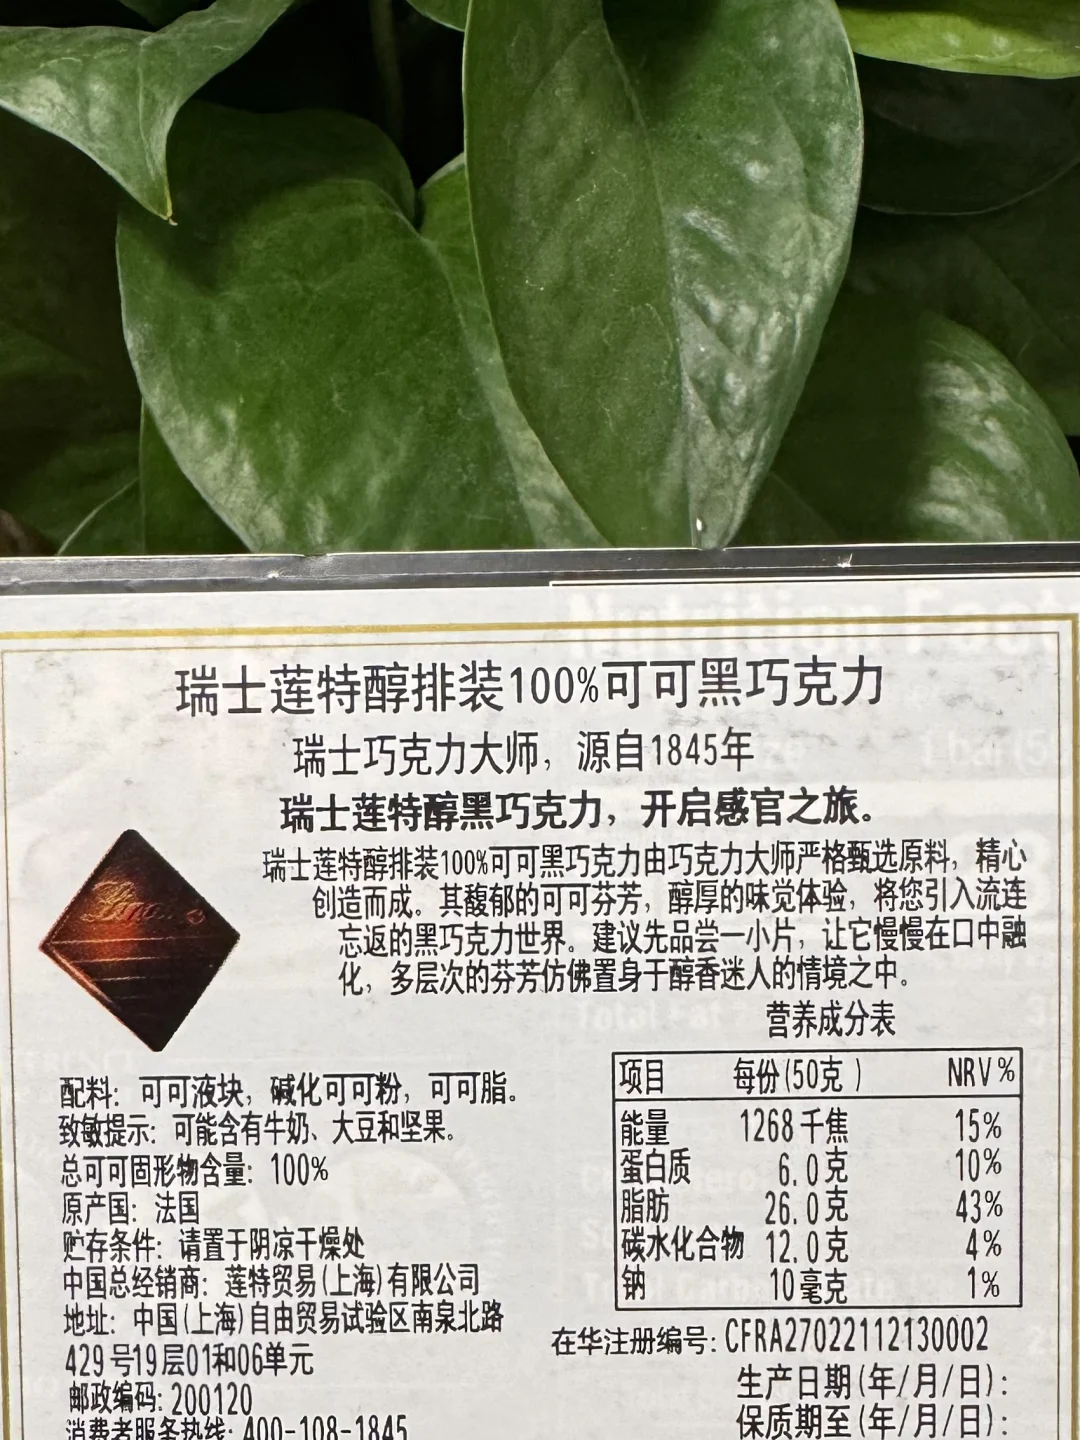 瑞士莲特醇排装100%可可黑巧克力
瑞士巧克力大师，源自1845年
瑞士莲特醇黑巧克力，开启感官之旅。
瑞士莲特醇排装100%可可黑巧克力由巧克力大师严格甄选原料，精心
创造而成。其馥郁的可可芬芳，醇厚的味觉体验，将您引入流连
忘返的黑巧克力世界。建议先品尝一小片，让它慢慢在口中融
化，多层次的芬芳仿佛置身于醇香迷人的情境之中。
配料：可可液块，碱化可可粉，可可脂。
致敏提示：可能含有牛奶、大豆和坚果。
总可可固形物含量：100%
原产国：法国
贮存条件：请置于阴凉干燥处
中国总经销商：莲特贸易(上海)有限公司
地址：中国(上海)自由贸易试验区南泉北路
429号19层01和06单元
邮政编码：200120
消费者服务热线：400-108-1845
营养成分表
项目 每份(50克) NRV%
能量 1268千焦 15%
蛋白质 6.0克 10%
脂肪 26.0克 43%
碳水化合物 12.0克 4%
钠 10毫克 1%
在华注册编号：CFRA27022112130002
生产日期(年/月/日)：
保质期至(年/月/日)：